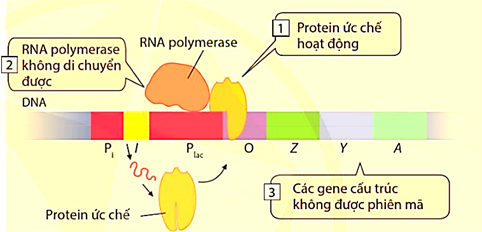 1
Protein ức chế
hoạt động
RNA polymerase
2
RNA polymerase
không di chuyển
được
DNA
Pi I Plac O Z Y A
3
Các gene cấu trúc
không được phiên mã
Protein ức chế